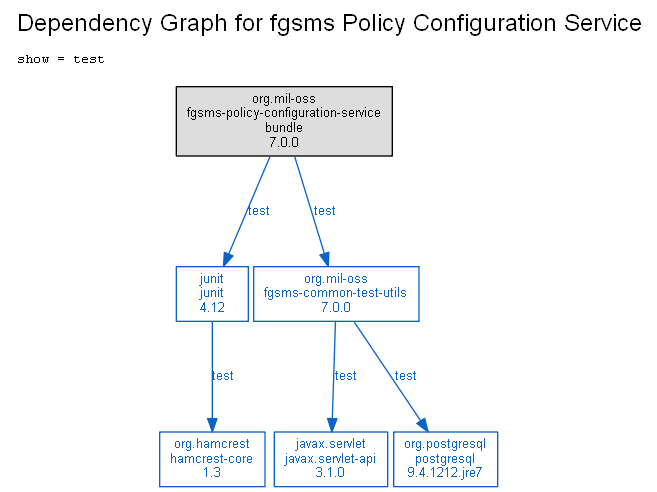 Dependency Graph for fgsms Policy Configuration Service
show = test
org.mil-oss
fgsms-policy-configuration-service
bundle
7.0.0
test
test
junit
junit
4.12
org.mil-oss
fgsms-common-test-utils
7.0.0
test
test
test
org.hamcrest
hamcrest-core
1.3
javax.servlet
javax.servlet-api
3.1.0
org.postgresql
postgresql
9.4.1212.jre7